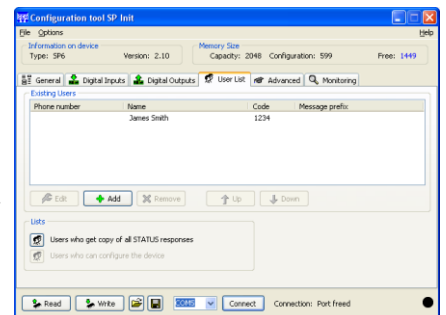 Configuration tool SP Init
File Options Help
Information on device Memory Size
Type: SP6 Version: 2.10 Capacity: 2048 Configuration: 599 Free: 1449
General Digital Inputs Digital Outputs User List Advanced Monitoring
Existing Users
Phone number Name Code Message prefix
James Smith 1234
Edit Add Remove Up Down
Lists
Users who get copy of all STATUS responses
Users who can configure the device
Read Write COM5 Connect Connection: Port freed